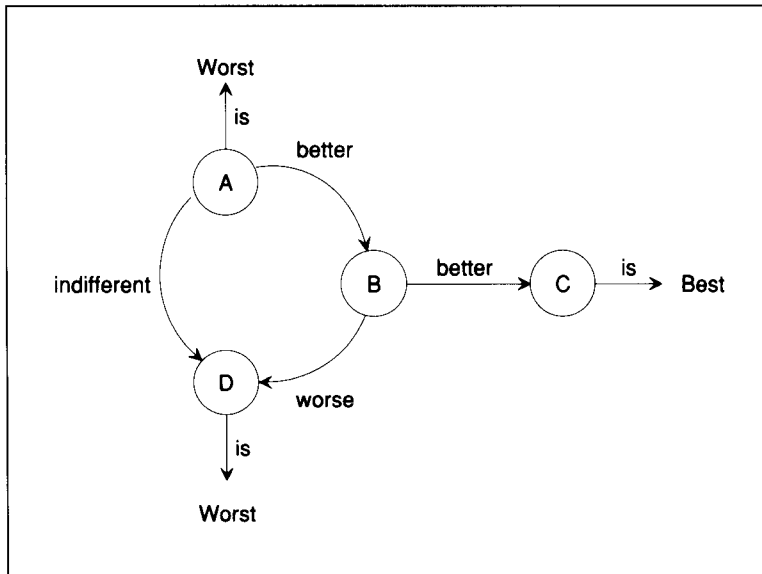 Worst
is
better
A
indifferent
B
better
C
is
Best
D
worse
is
Worst